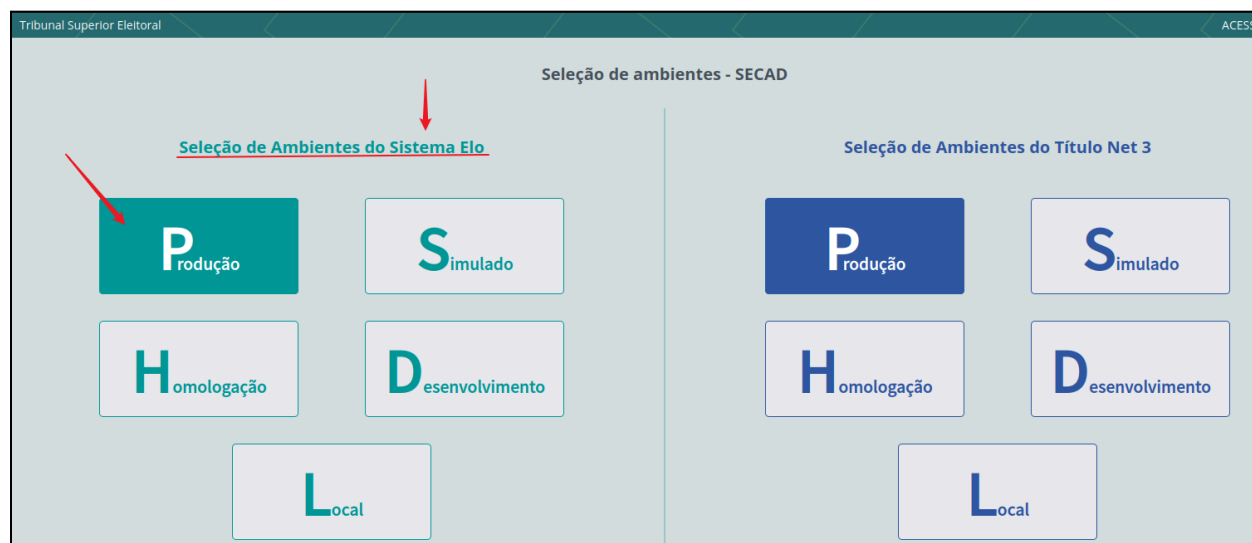 Tribunal Superior Eleitoral
ACESS
Seleção de ambientes - SECAD
Seleção de Ambientes do Sistema Elo
Produção
Simulado
Homologação
Desenvolvimento
Local
Seleção de Ambientes do Título Net 3
Produção
Simulado
Homologação
Desenvolvimento
Local